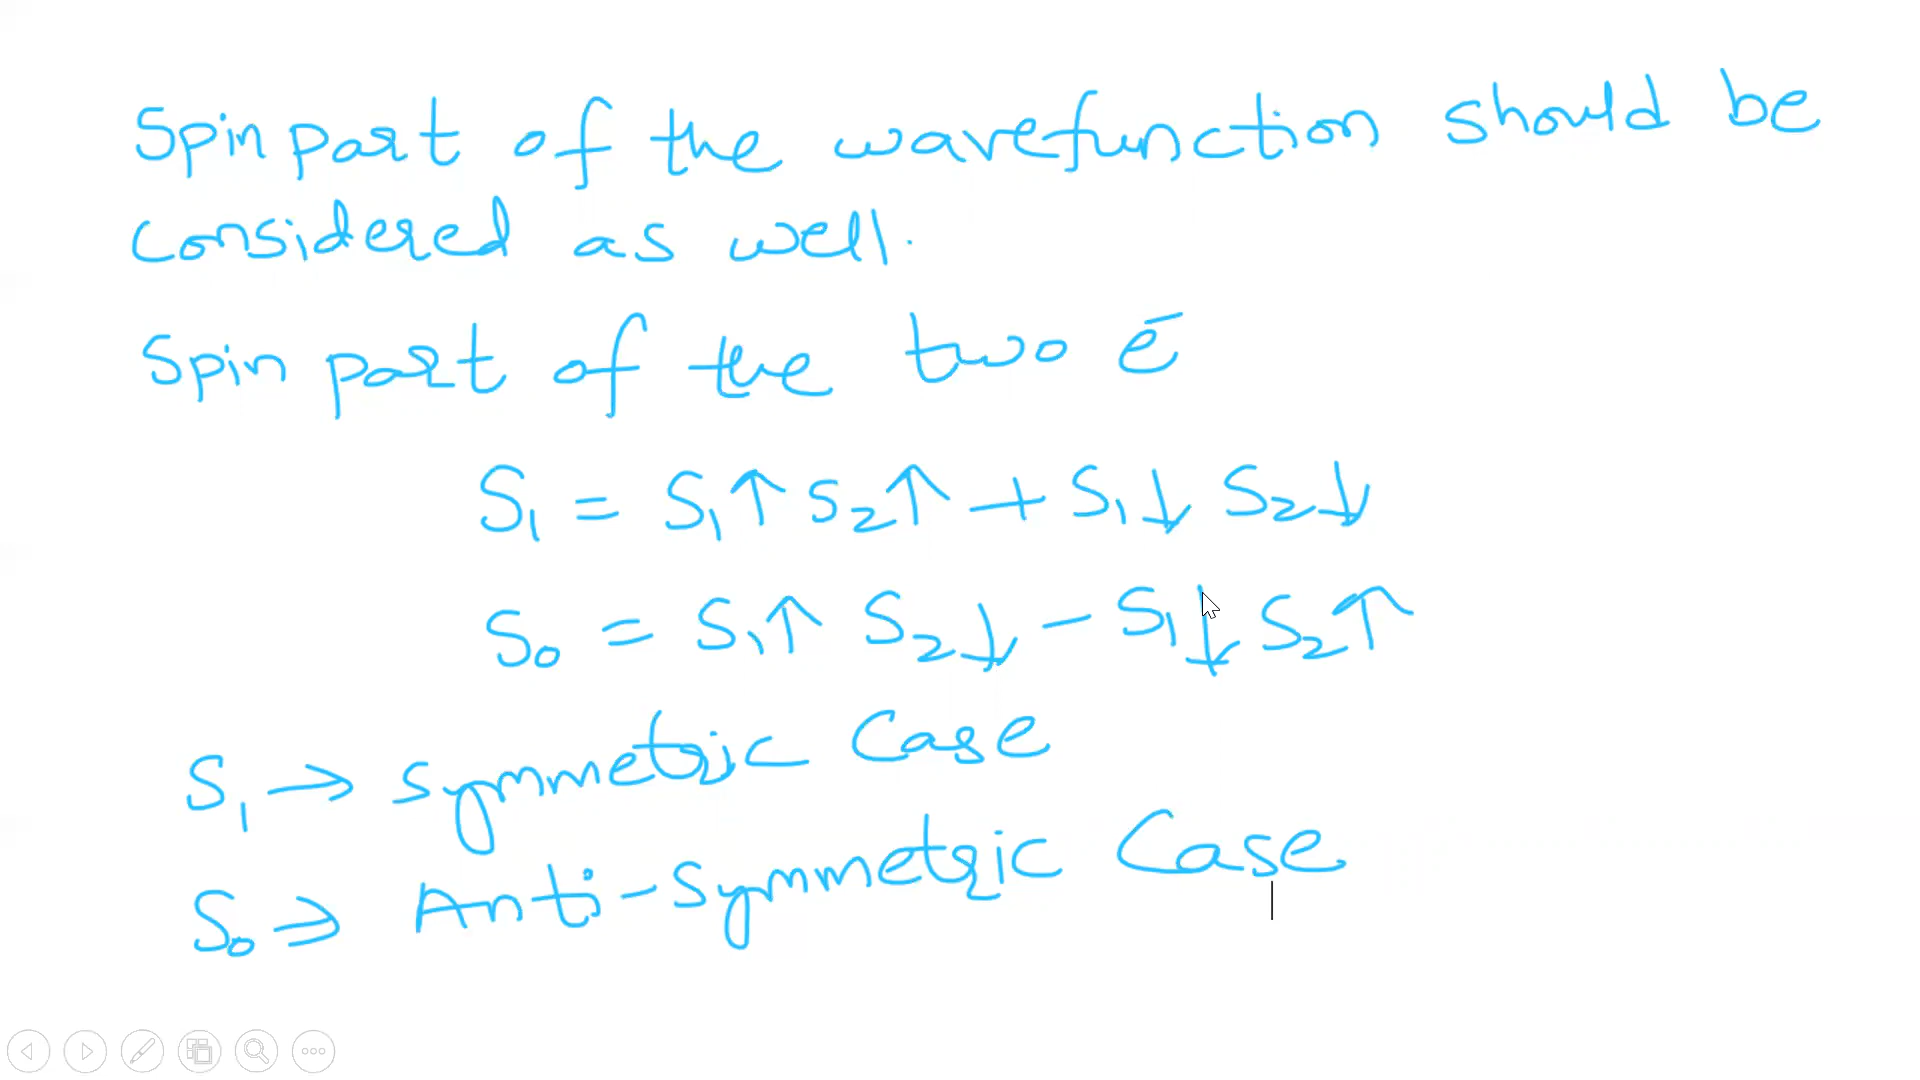 Spin part of the wavefunction should be
considered as well.
Spin part of the two ē
S₁ = S₁↑ S₂↑ + S₁↓ S₂↓
S₀ = S₁↑ S₂↓ - S₁↓ S₂↑
S₁ → Symmetric Case
S₀ ⇒ Anti-Symmetric Case